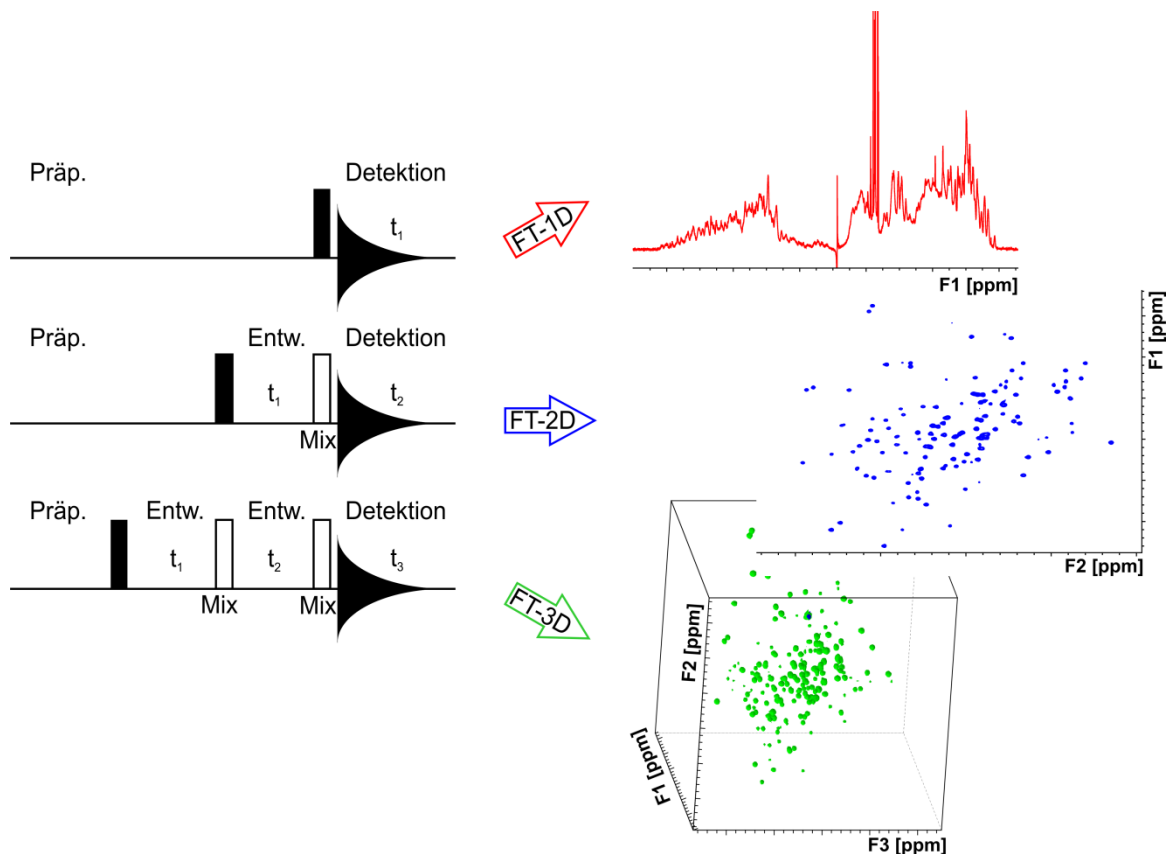 Präp.
Detektion
t₁
FT-1D
F1 [ppm]
Präp.
Entw.
Detektion
t₁
t₂
Mix
FT-2D
F1 [ppm]
F2 [ppm]
Präp.
Entw.
Entw.
Detektion
t₁
t₂
t₃
Mix
Mix
FT-3D
F2 [ppm]
F1 [ppm]
F3 [ppm]